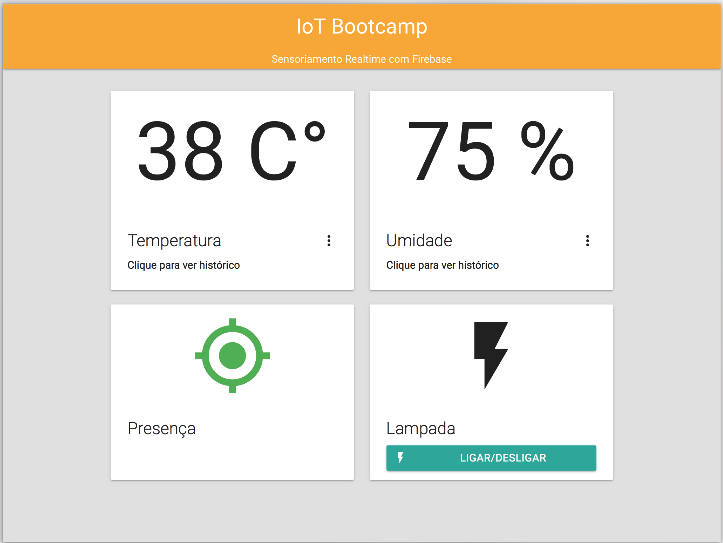 IoT Bootcamp
Sensoriamento Realtime com Firebase
38 C°
75 %
Temperatura
Clique para ver histórico
Umidade
Clique para ver histórico
Presença
Lampada
LIGAR/DESLIGAR